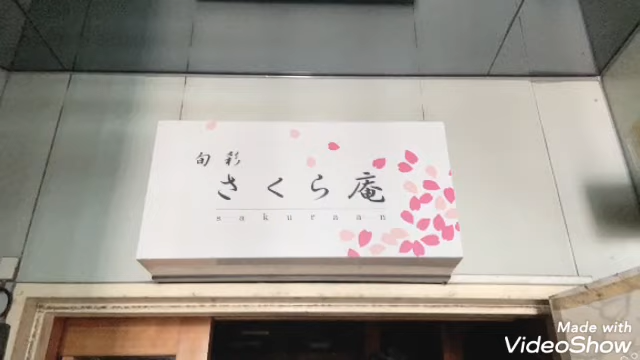 旬彩
さくら庵
sakuraan
Made with
VideoShow